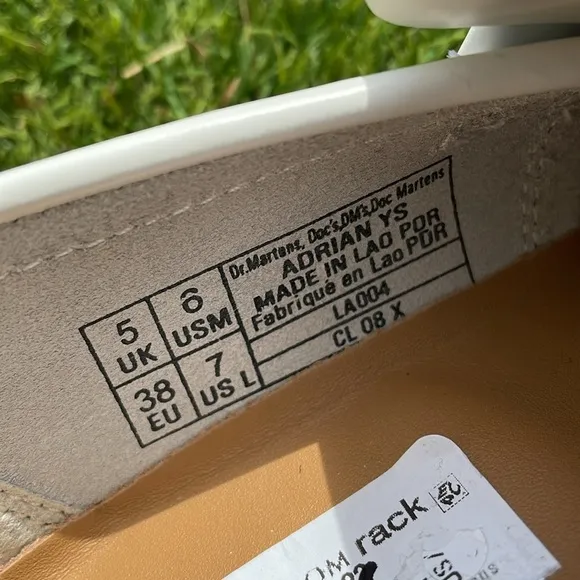 Dr.Martens, Doc's,DM's,Doc Martens
ADRIAN YS
MADE IN LAO PDR
Fabriqué en Lao PDR
LA004
CL 08 X
5 UK
6 USM
38 EU
7 US L
OM rack